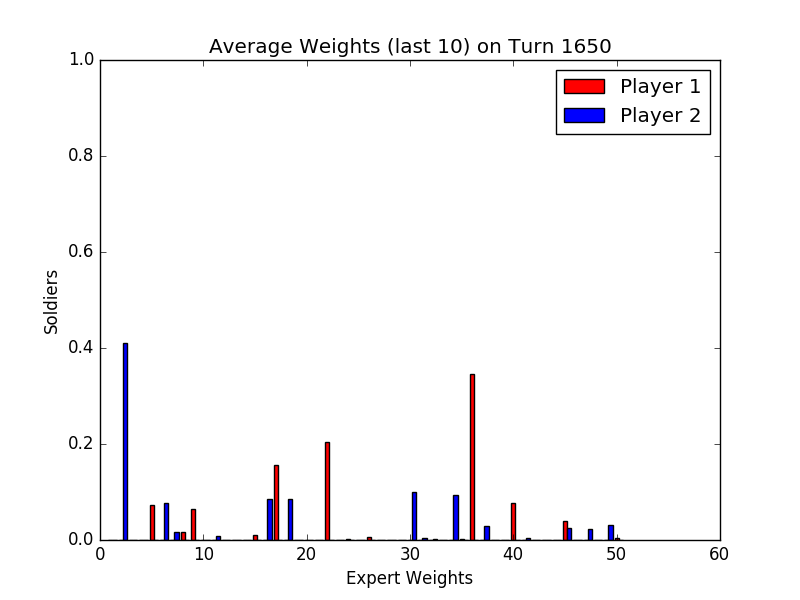 Average Weights (last 10) on Turn 1650
1.0
Player 1
Player 2
0.8
0.6
Soldiers
0.4
0.2
0.0
0 10 20 30 40 50 60
Expert Weights